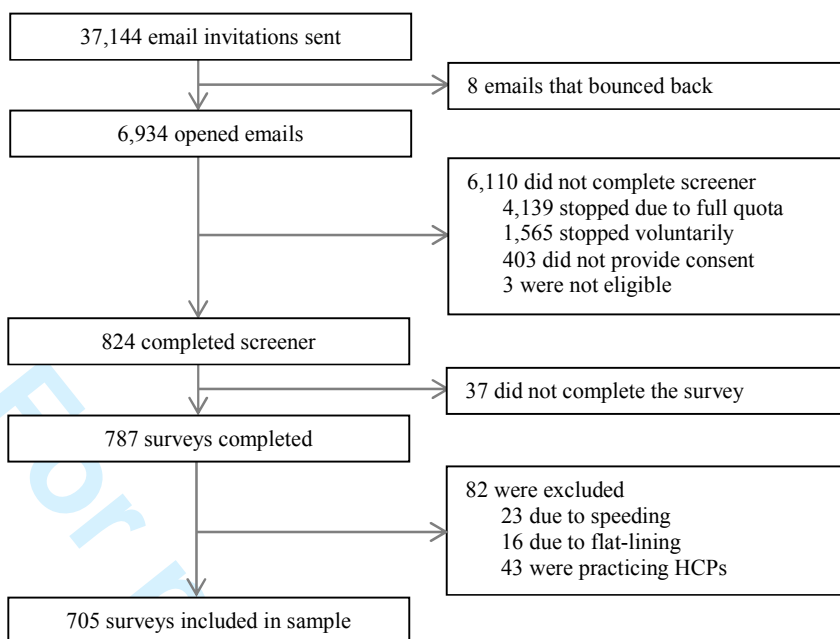 37,144 email invitations sent
8 emails that bounced back
6,934 opened emails
6,110 did not complete screener
4,139 stopped due to full quota
1,565 stopped voluntarily
403 did not provide consent
3 were not eligible
824 completed screener
37 did not complete the survey
787 surveys completed
82 were excluded
23 due to speeding
16 due to flat-lining
43 were practicing HCPs
705 surveys included in sample
For